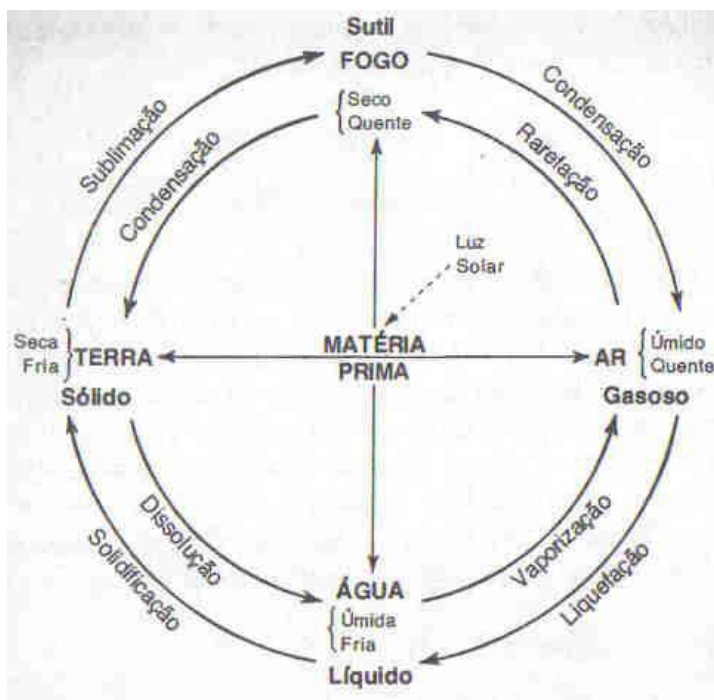 Sutil
FOGO
Seco
Quente
Sublimação
Condensação
Condensação
Rarefação
Luz
Solar
Seca
Fria
TERRA
Sólido
MATÉRIA
PRIMA
AR
Gasoso
Úmido
Quente
Dissolução
Solidificação
Vaporização
Liquefação
ÁGUA
Úmida
Fria
Líquido